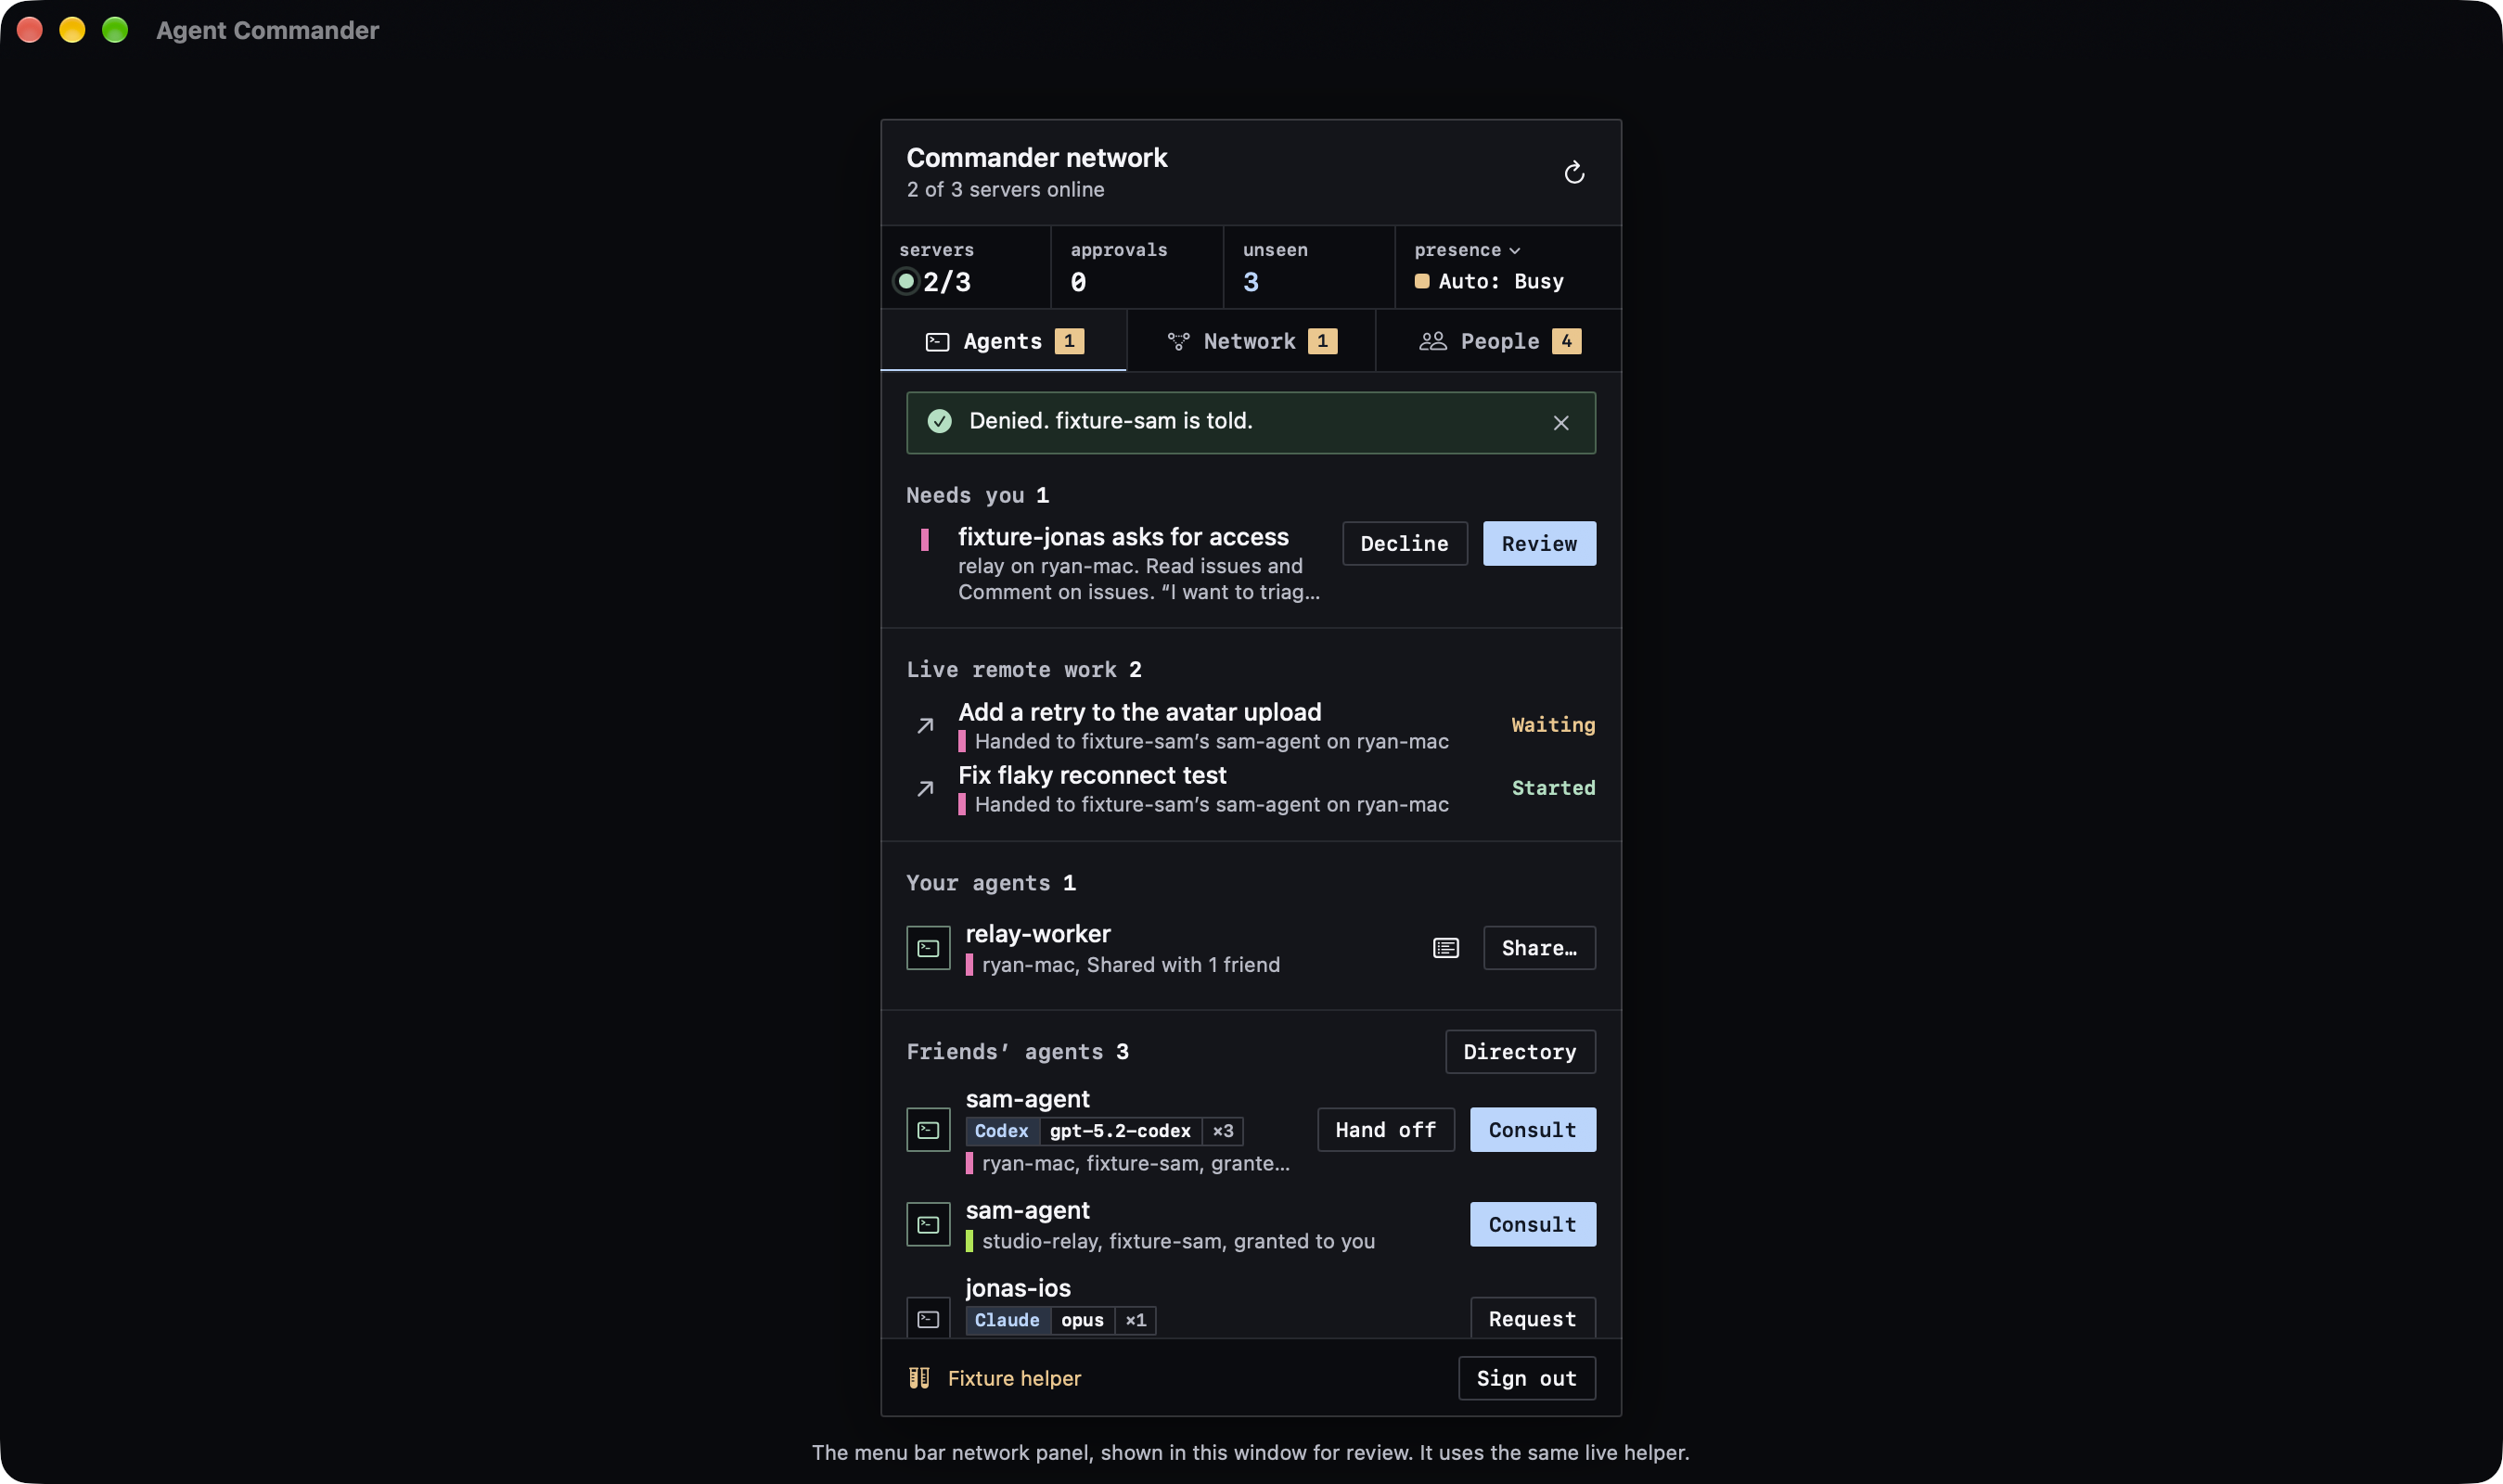 Agent Commander
Commander network
2 of 3 servers online
servers
2/3
approvals
0
unseen
3
presence
Auto: Busy
Agents 1
Network 1
People 4
Denied. fixture-sam is told.
Needs you 1
fixture-jonas asks for access
relay on ryan-mac. Read issues and
Comment on issues. “I want to triag…
Decline
Review
Live remote work 2
Add a retry to the avatar upload
Handed to fixture-sam’s sam-agent on ryan-mac
Waiting
Fix flaky reconnect test
Handed to fixture-sam’s sam-agent on ryan-mac
Started
Your agents 1
relay-worker
ryan-mac, Shared with 1 friend
Share…
Friends’ agents 3
Directory
sam-agent
Codex gpt-5.2-codex ×3
ryan-mac, fixture-sam, grante…
Hand off
Consult
sam-agent
studio-relay, fixture-sam, granted to you
Consult
jonas-ios
Claude opus ×1
Request
Fixture helper
Sign out
The menu bar network panel, shown in this window for review. It uses the same live helper.